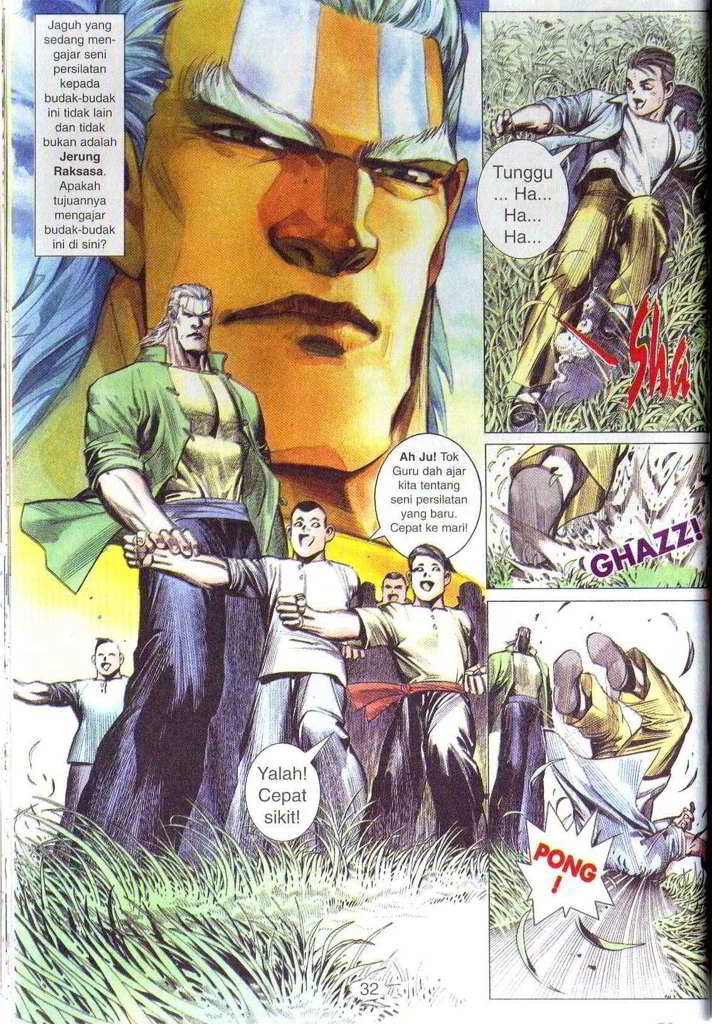 Jaguh yang
sedang men-
gajar seni
persilatan
kepada
budak-budak
ini tidak lain
dan tidak
bukan adalah
Jerung
Raksasa.
Apakah
tujuannya
mengajar
budak-budak
ini di sini?
Tunggu
... Ha...
Ha...
Ha...
Sha
Ah Ju! Tok
Guru dah ajar
kita tentang
seni persilatan
yang baru.
Cepat ke mari!
GHAZZ!
Yalah!
Cepat
sikit!
PONG
!
32